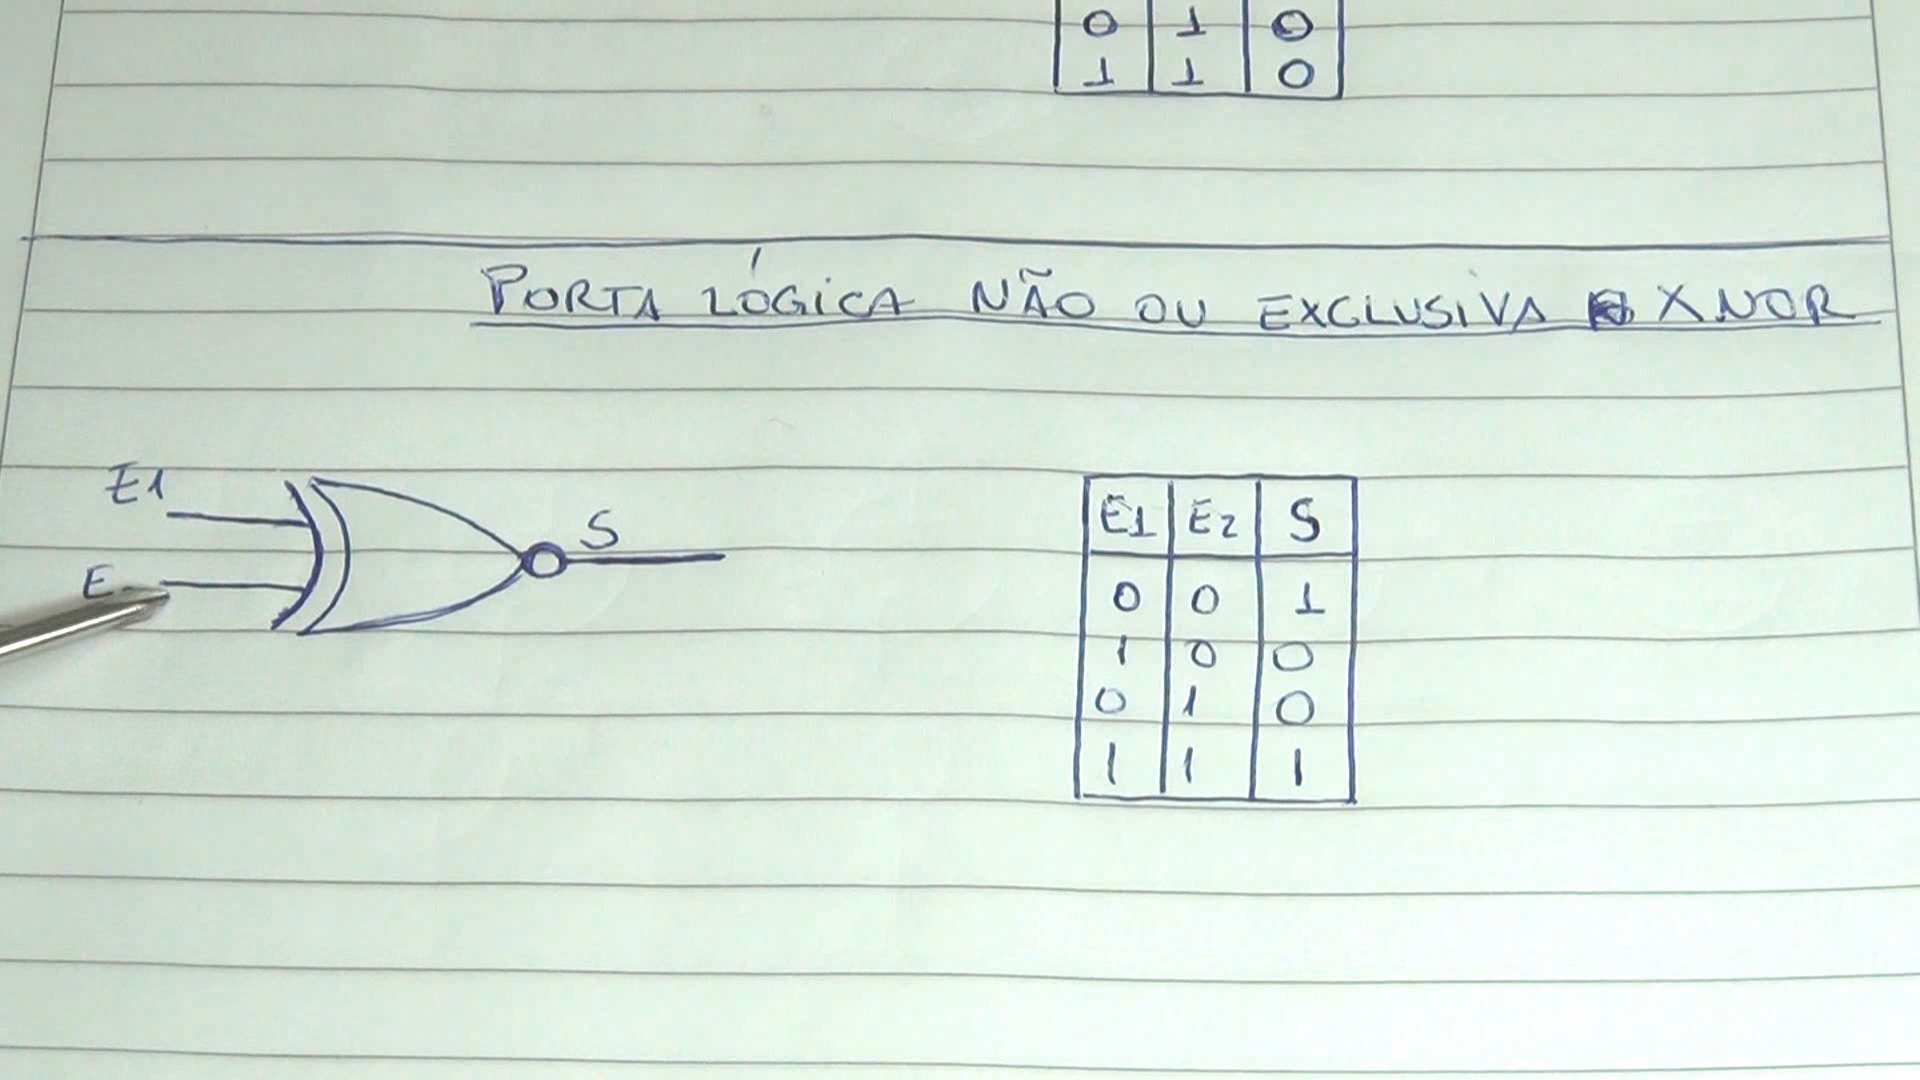 0 1 0
1 1 0
PORTA LÓGICA NÃO OU EXCLUSIVA XNOR
E1
S
E
E1 E2 S
0 0 1
1 0 0
0 1 0
1 1 1